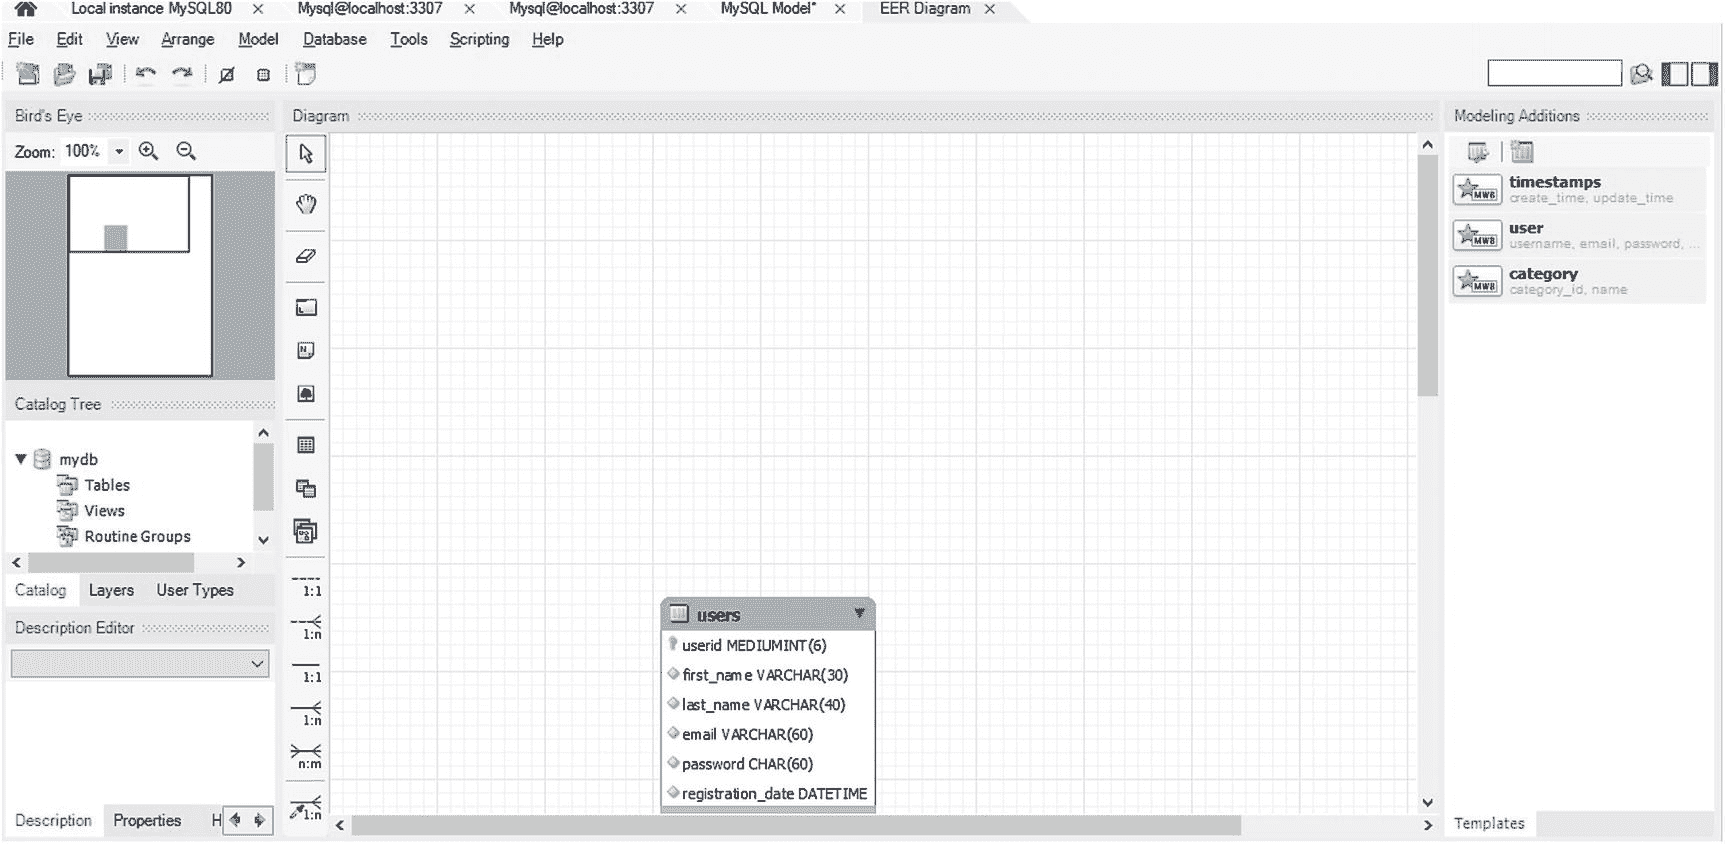 Local instance MySQL80 Mysql@localhost:3307 Mysql@localhost:3307 MySQL Model* EER Diagram
File Edit View Arrange Model Database Tools Scripting Help
Bird's Eye
Zoom: 100%
Catalog Tree
mydb
Tables
Views
Routine Groups
Catalog Layers User Types
Description Editor
Description Properties H
Diagram
N
1:1
1:n
1:1
1:n
n:m
1:n
users
userid MEDIUMINT(6)
first_name VARCHAR(30)
last_name VARCHAR(40)
email VARCHAR(60)
password CHAR(60)
registration_date DATETIME
Modeling Additions
MWB
timestamps
create_time, update_time
MWB
user
username, email, password, ...
MWB
category
category_id, name
Templates